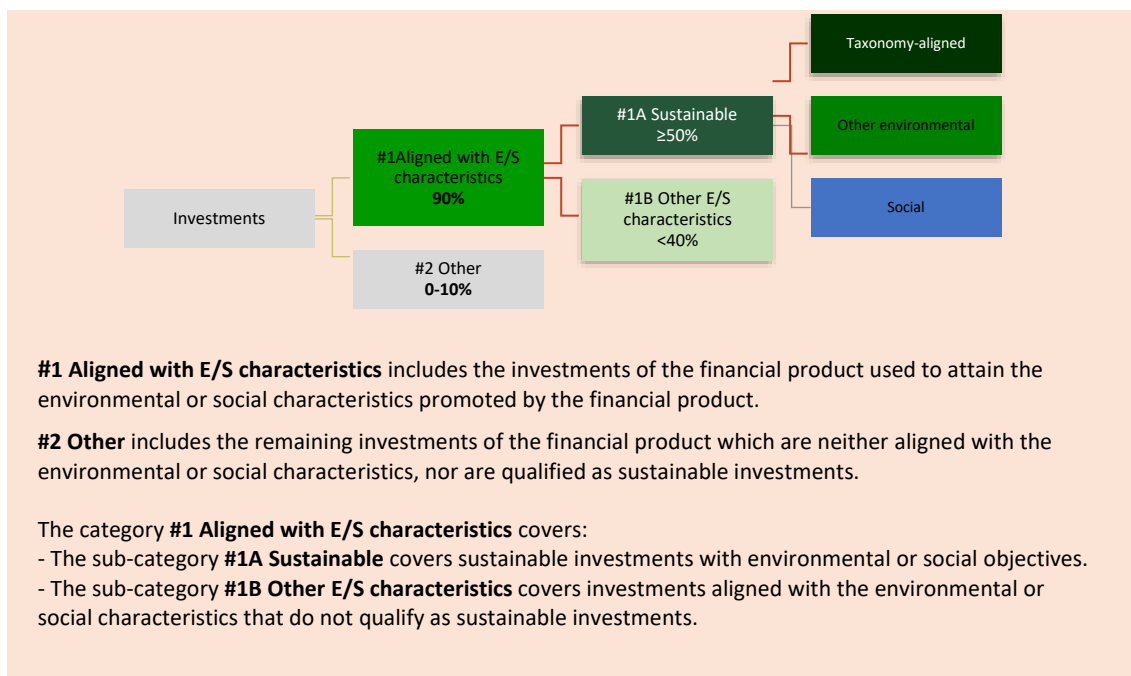 Taxonomy-aligned
#1A Sustainable
≥50%
Other environmental
#1Aligned with E/S
characteristics
90%
#1B Other E/S
characteristics
<40%
Social
Investments
#2 Other
0-10%
#1 Aligned with E/S characteristics includes the investments of the financial product used to attain the
environmental or social characteristics promoted by the financial product.
#2 Other includes the remaining investments of the financial product which are neither aligned with the
environmental or social characteristics, nor are qualified as sustainable investments.
The category #1 Aligned with E/S characteristics covers:
- The sub-category #1A Sustainable covers sustainable investments with environmental or social objectives.
- The sub-category #1B Other E/S characteristics covers investments aligned with the environmental or
social characteristics that do not qualify as sustainable investments.